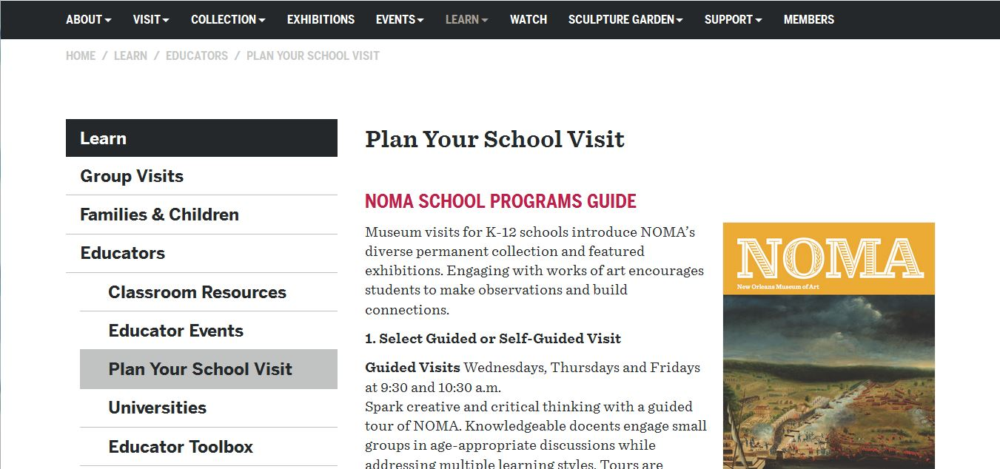 ABOUT VISIT COLLECTION EXHIBITIONS EVENTS LEARN WATCH SCULPTURE GARDEN SUPPORT MEMBERS
HOME / LEARN / EDUCATORS / PLAN YOUR SCHOOL VISIT
Learn
Group Visits
Families & Children
Educators
Classroom Resources
Educator Events
Plan Your School Visit
Universities
Educator Toolbox
Plan Your School Visit
NOMA SCHOOL PROGRAMS GUIDE
Museum visits for K-12 schools introduce NOMA’s
diverse permanent collection and featured
exhibitions. Engaging with works of art encourages
students to make observations and build
connections.
1. Select Guided or Self-Guided Visit
Guided Visits Wednesdays, Thursdays and Fridays
at 9:30 and 10:30 a.m.
Spark creative and critical thinking with a guided
tour of NOMA. Knowledgeable docents engage small
groups in age-appropriate discussions while
addressing multiple learning styles. Tours are
NOMA
New Orleans Museum of Art